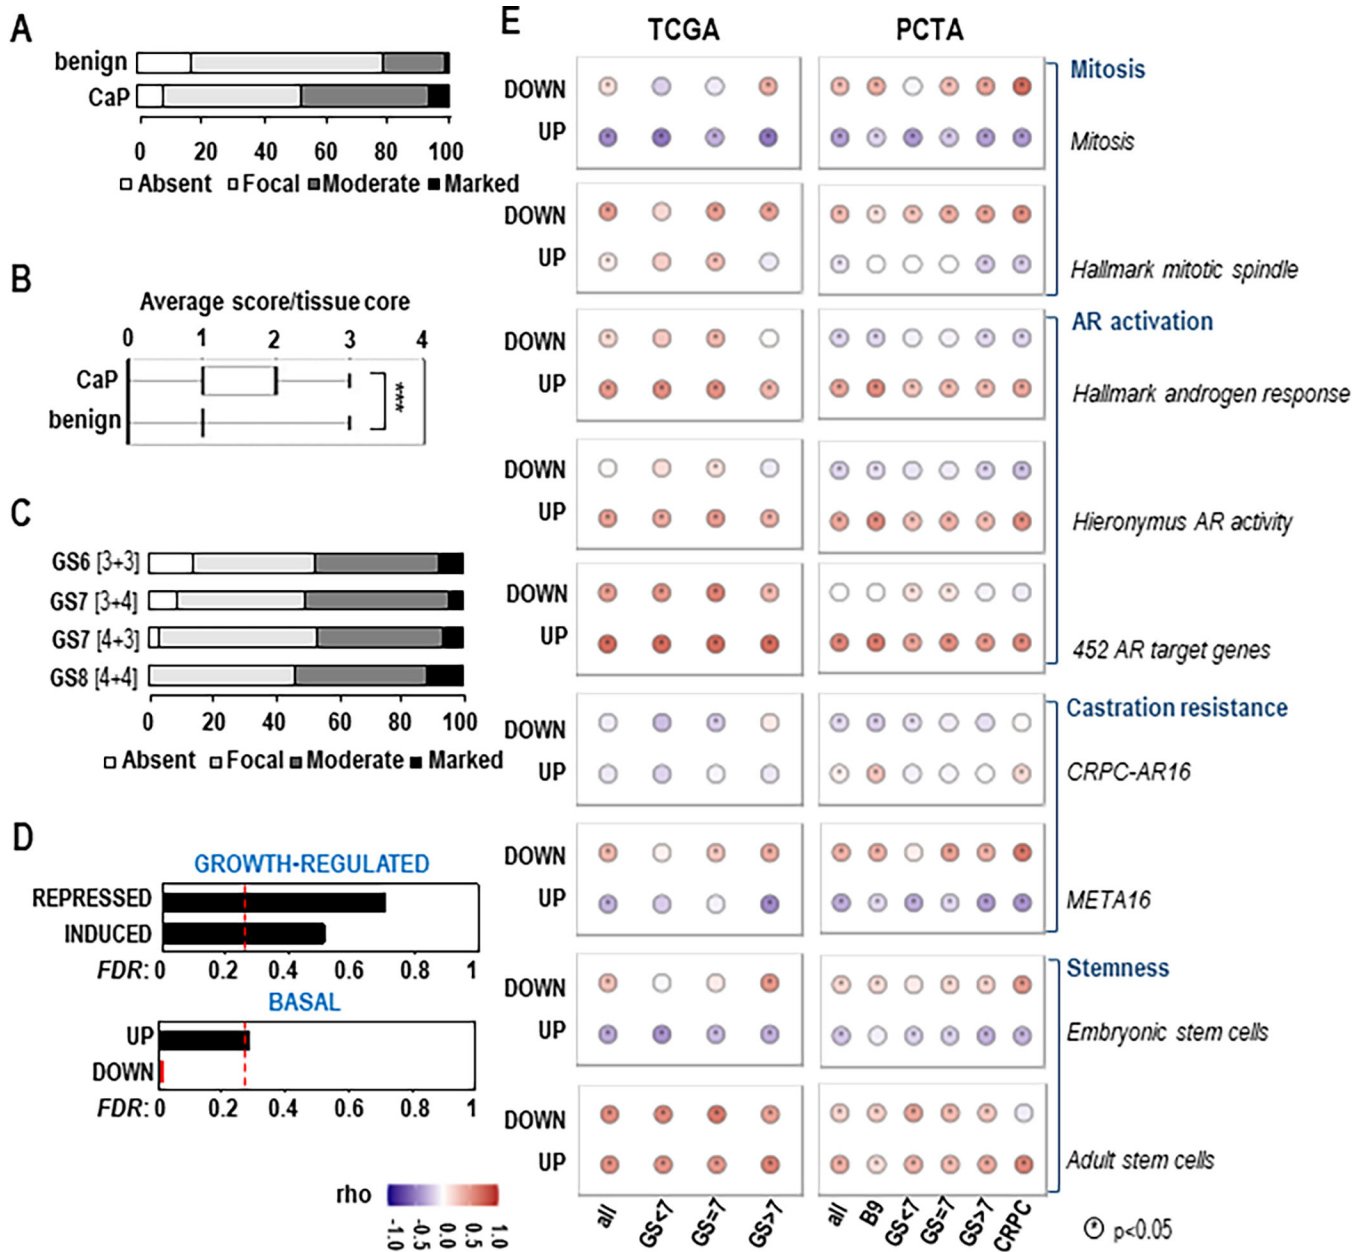 A
benign
CaP
0 20 40 60 80 100
Absent Focal Moderate Marked
B
Average score/tissue core
0 1 2 3 4
CaP
benign
***
C
GS6 [3+3]
GS7 [3+4]
GS7 [4+3]
GS8 [4+4]
0 20 40 60 80 100
Absent Focal Moderate Marked
D
GROWTH-REGULATED
REPRESSED
INDUCED
FDR: 0 0.2 0.4 0.6 0.8 1
BASAL
UP
DOWN
FDR: 0 0.2 0.4 0.6 0.8 1
rho
-1.0 -0.5 0.0 0.5 1.0
E
TCGA PCTA
DOWN
UP
Mitosis
Mitosis
DOWN
UP
Hallmark mitotic spindle
DOWN
UP
AR activation
Hallmark androgen response
DOWN
UP
Hieronymus AR activity
DOWN
UP
452 AR target genes
DOWN
UP
Castration resistance
CRPC-AR16
DOWN
UP
META16
DOWN
UP
Stemness
Embryonic stem cells
DOWN
UP
Adult stem cells
all GS<7 GS=7 GS>7
all B9 GS<7 GS=7 GS>7 CRPC
p<0.05